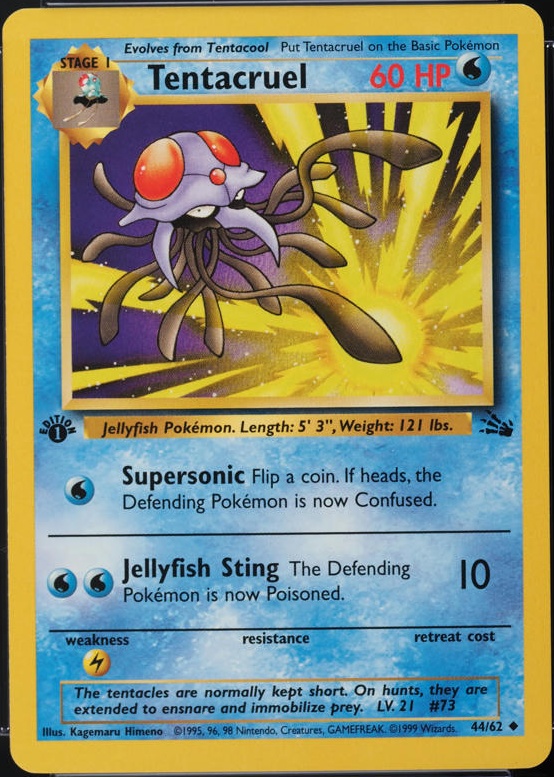 Evolves from Tentacool Put Tentacruel on the Basic Pokémon
STAGE 1
Tentacruel 60 HP
EDITION
1
Jellyfish Pokémon. Length: 5' 3", Weight: 121 lbs.
Supersonic Flip a coin. If heads, the
Defending Pokémon is now Confused.
Jellyfish Sting The Defending 10
Pokémon is now Poisoned.
weakness resistance retreat cost
The tentacles are normally kept short. On hunts, they are
extended to ensnare and immobilize prey. LV. 21 #73
Illus. Kagemaru Himeno ©1995, 96, 98 Nintendo, Creatures, GAMEFREAK. ©1999 Wizards. 44/62